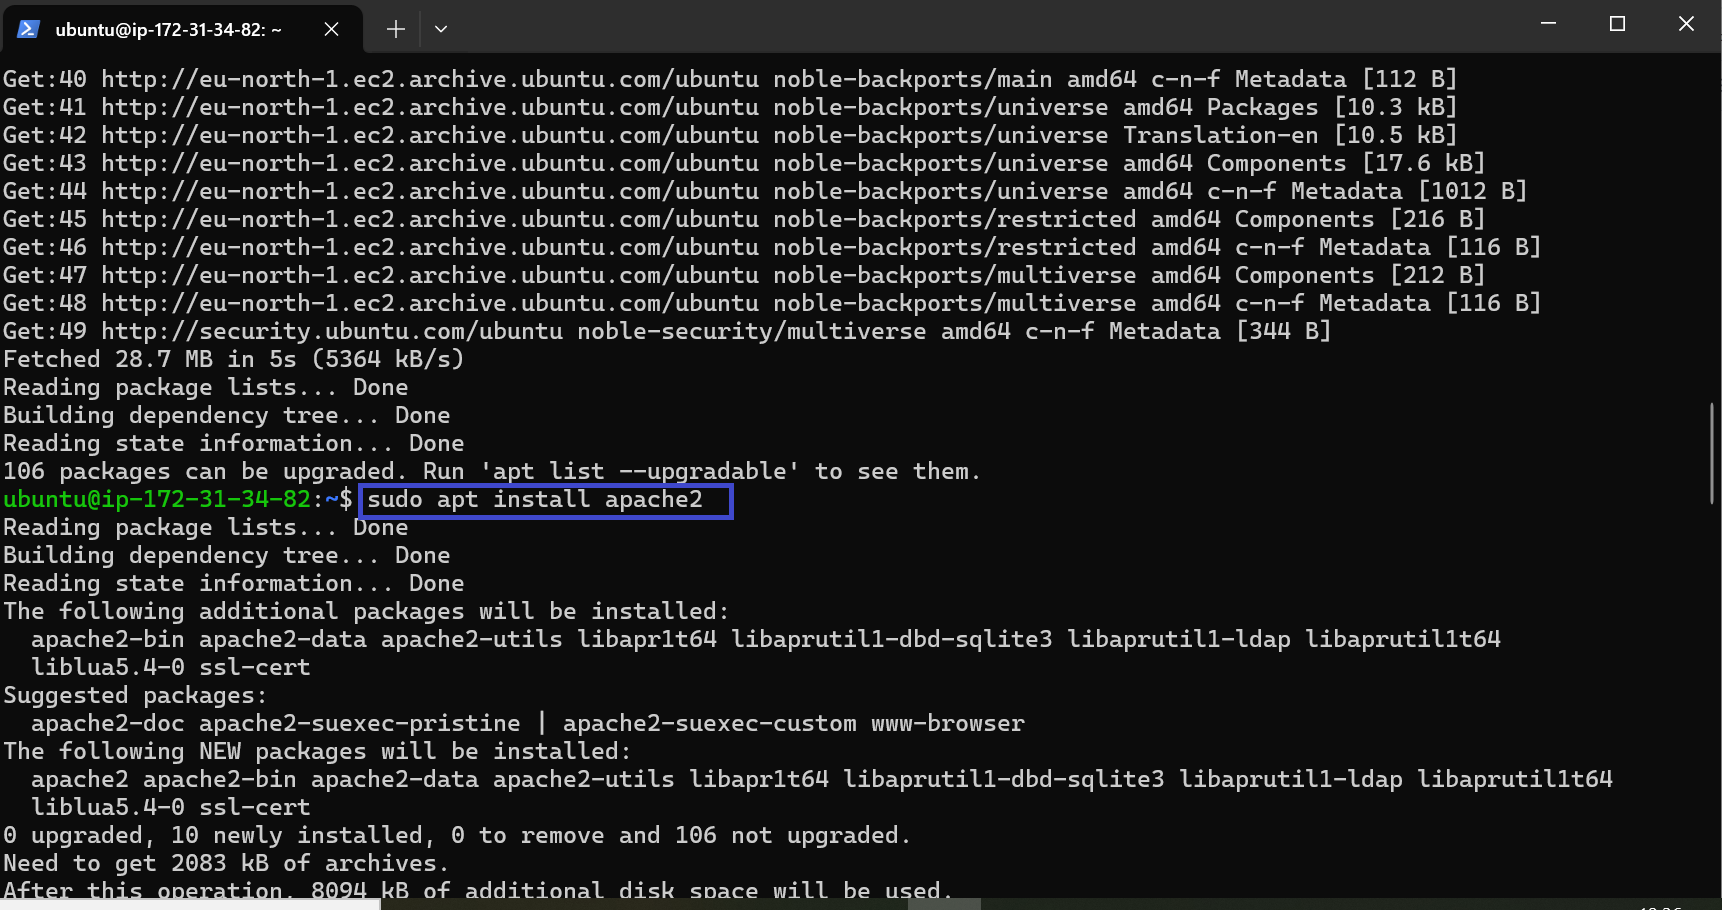 ubuntu@ip-172-31-34-82: ~
Get:40 http://eu-north-1.ec2.archive.ubuntu.com/ubuntu noble-backports/main amd64 c-n-f Metadata [112 B]
Get:41 http://eu-north-1.ec2.archive.ubuntu.com/ubuntu noble-backports/universe amd64 Packages [10.3 kB]
Get:42 http://eu-north-1.ec2.archive.ubuntu.com/ubuntu noble-backports/universe Translation-en [10.5 kB]
Get:43 http://eu-north-1.ec2.archive.ubuntu.com/ubuntu noble-backports/universe amd64 Components [17.6 kB]
Get:44 http://eu-north-1.ec2.archive.ubuntu.com/ubuntu noble-backports/universe amd64 c-n-f Metadata [1012 B]
Get:45 http://eu-north-1.ec2.archive.ubuntu.com/ubuntu noble-backports/restricted amd64 Components [216 B]
Get:46 http://eu-north-1.ec2.archive.ubuntu.com/ubuntu noble-backports/restricted amd64 c-n-f Metadata [116 B]
Get:47 http://eu-north-1.ec2.archive.ubuntu.com/ubuntu noble-backports/multiverse amd64 Components [212 B]
Get:48 http://eu-north-1.ec2.archive.ubuntu.com/ubuntu noble-backports/multiverse amd64 c-n-f Metadata [116 B]
Get:49 http://security.ubuntu.com/ubuntu noble-security/multiverse amd64 c-n-f Metadata [344 B]
Fetched 28.7 MB in 5s (5364 kB/s)
Reading package lists... Done
Building dependency tree... Done
Reading state information... Done
106 packages can be upgraded. Run 'apt list --upgradable' to see them.
ubuntu@ip-172-31-34-82:~$ sudo apt install apache2
Reading package lists... Done
Building dependency tree... Done
Reading state information... Done
The following additional packages will be installed:
  apache2-bin apache2-data apache2-utils libapr1t64 libaprutil1-dbd-sqlite3 libaprutil1-ldap libaprutil1t64
  liblua5.4-0 ssl-cert
Suggested packages:
  apache2-doc apache2-suexec-pristine | apache2-suexec-custom www-browser
The following NEW packages will be installed:
  apache2 apache2-bin apache2-data apache2-utils libapr1t64 libaprutil1-dbd-sqlite3 libaprutil1-ldap libaprutil1t64
  liblua5.4-0 ssl-cert
0 upgraded, 10 newly installed, 0 to remove and 106 not upgraded.
Need to get 2083 kB of archives.
After this operation, 8094 kB of additional disk space will be used.